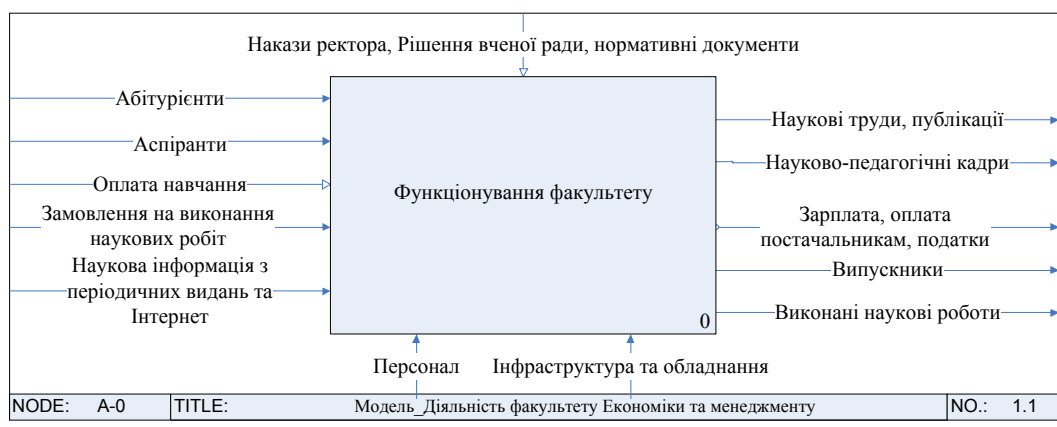 Накази ректора, Рішення вченої ради, нормативні документи
Абітурієнти
Аспіранти
Оплата навчання
Замовлення на виконання
наукових робіт
Наукова інформація з
періодичних видань та
Інтернет
Функціонування факультету
0
Наукові труди, публікації
Науково-педагогічні кадри
Зарплата, оплата
постачальникам, податки
Випускники
Виконані наукові роботи
Персонал
Інфраструктура та обладнання
NODE: A-0 TITLE: Модель_Діяльність факультету Економіки та менеджменту NO.: 1.1